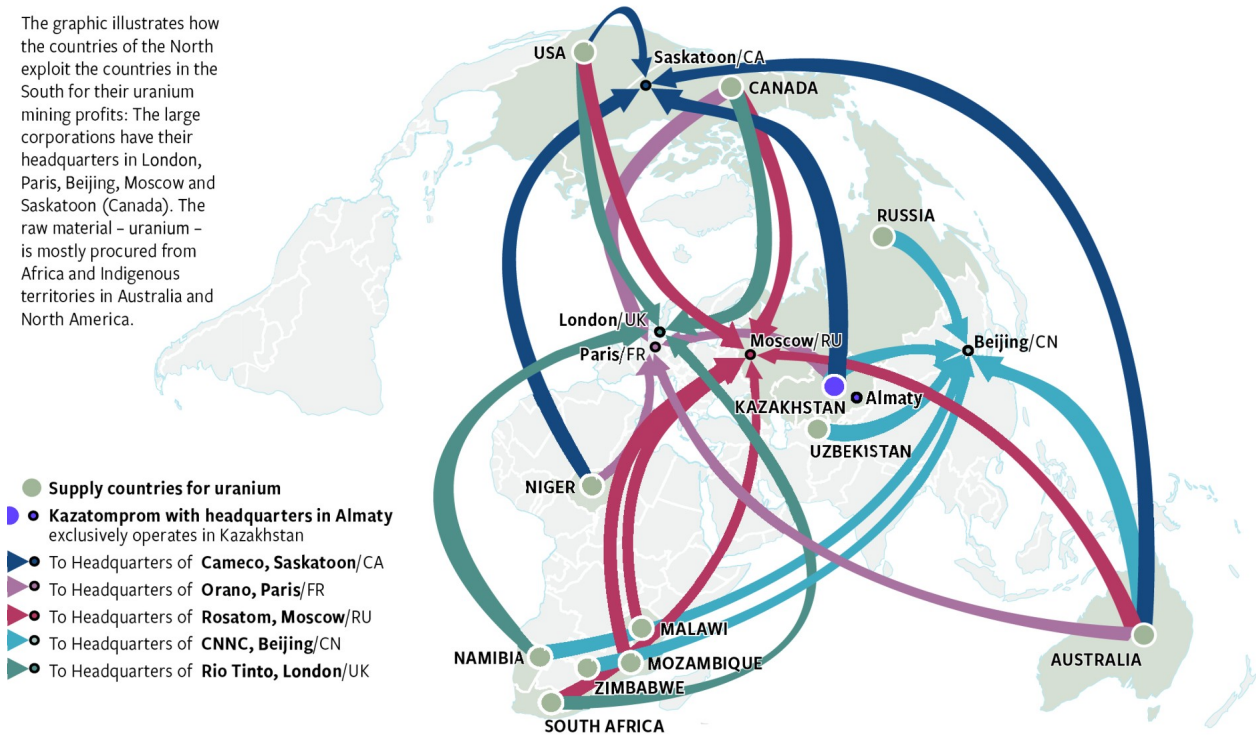 The graphic illustrates how
the countries of the North
exploit the countries in the
South for their uranium
mining profits: The large
corporations have their
headquarters in London,
Paris, Beijing, Moscow and
Saskatoon (Canada). The
raw material – uranium –
is mostly procured from
Africa and Indigenous
territories in Australia and
North America.
USA
Saskatoon/CA
CANADA
RUSSIA
London/UK
Paris/FR
Moscow/RU
Beijing/CN
KAZAKHSTAN
Almaty
UZBEKISTAN
NIGER
MALAWI
NAMIBIA
MOZAMBIQUE
ZIMBABWE
SOUTH AFRICA
AUSTRALIA
Supply countries for uranium
Kazatomprom with headquarters in Almaty
exclusively operates in Kazakhstan
To Headquarters of Cameco, Saskatoon/CA
To Headquarters of Orano, Paris/FR
To Headquarters of Rosatom, Moscow/RU
To Headquarters of CNNC, Beijing/CN
To Headquarters of Rio Tinto, London/UK